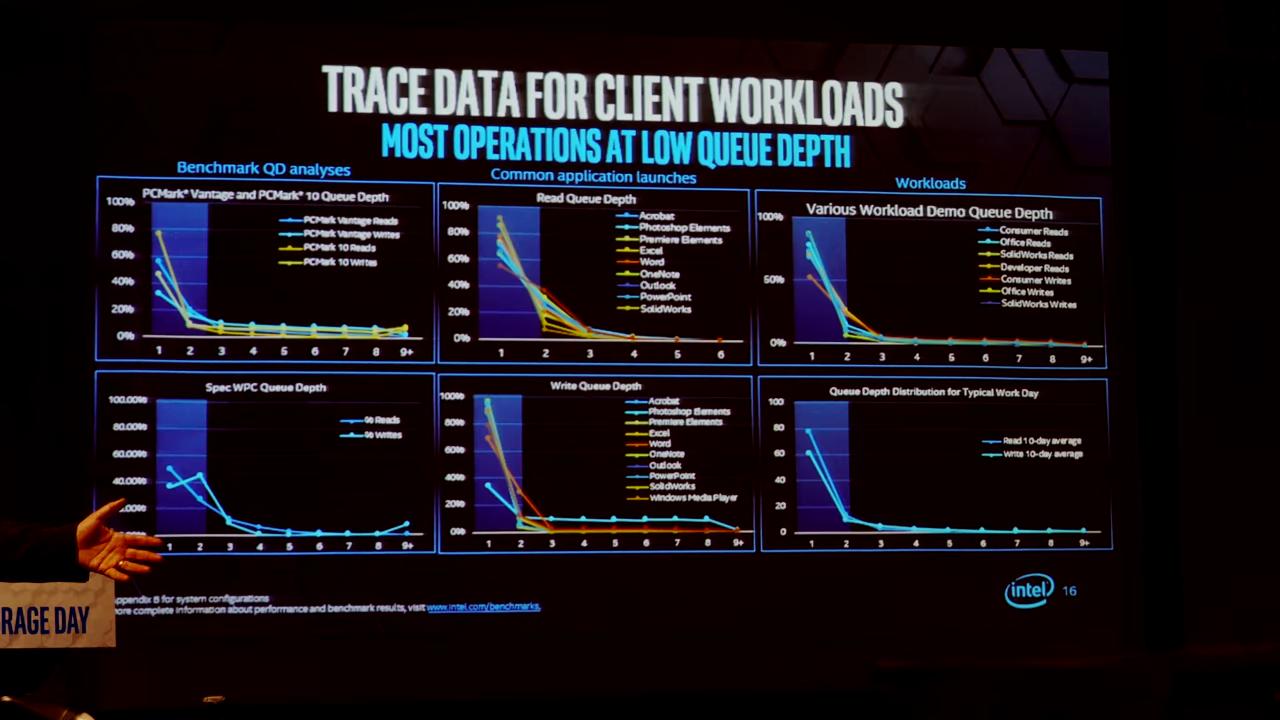 TRACE DATA FOR CLIENT WORKLOADS
MOST OPERATIONS AT LOW QUEUE DEPTH
Benchmark QD analyses
PCMark* Vantage and PCMark* 10 Queue Depth
100%
80%
60%
40%
20%
0%
PCMark Vantage Reads
PCMark Vantage Writes
PCMark 10 Reads
PCMark 10 Writes
1 2 3 4 5 6 7 8 9+
Common application launches
Read Queue Depth
100%
80%
60%
40%
20%
0%
Acrobat
Photoshop Elements
Premiere Elements
Excel
Word
OneNote
Outlook
PowerPoint
SolidWorks
1 2 3 4 5 6
Workloads
Various Workload Demo Queue Depth
100%
50%
0%
Consumer Reads
Office Reads
SolidWorks Reads
Developer Reads
Consumer Writes
Office Writes
SolidWorks Writes
1 2 3 4 5 6 7 8 9+
Spec WPC Queue Depth
100.00%
80.00%
60.00%
40.00%
.00%
% Reads
% Writes
1 2 3 4 5 6 7 8 9+
Write Queue Depth
100%
80%
60%
40%
20%
0%
Acrobat
Photoshop Elements
Premiere Elements
Excel
Word
OneNote
Outlook
PowerPoint
SolidWorks
Windows Media Player
1 2 3 4 5 6 7 8 9+
Queue Depth Distribution for Typical Work Day
100
80
60
40
20
0
Read 10-day average
Write 10-day average
1 2 3 4 5 6 7 8 9+
ppendix B for system configurations
ore complete information about performance and benchmark results, visit www.intel.com/benchmarks.
intel 16
RAGE DAY